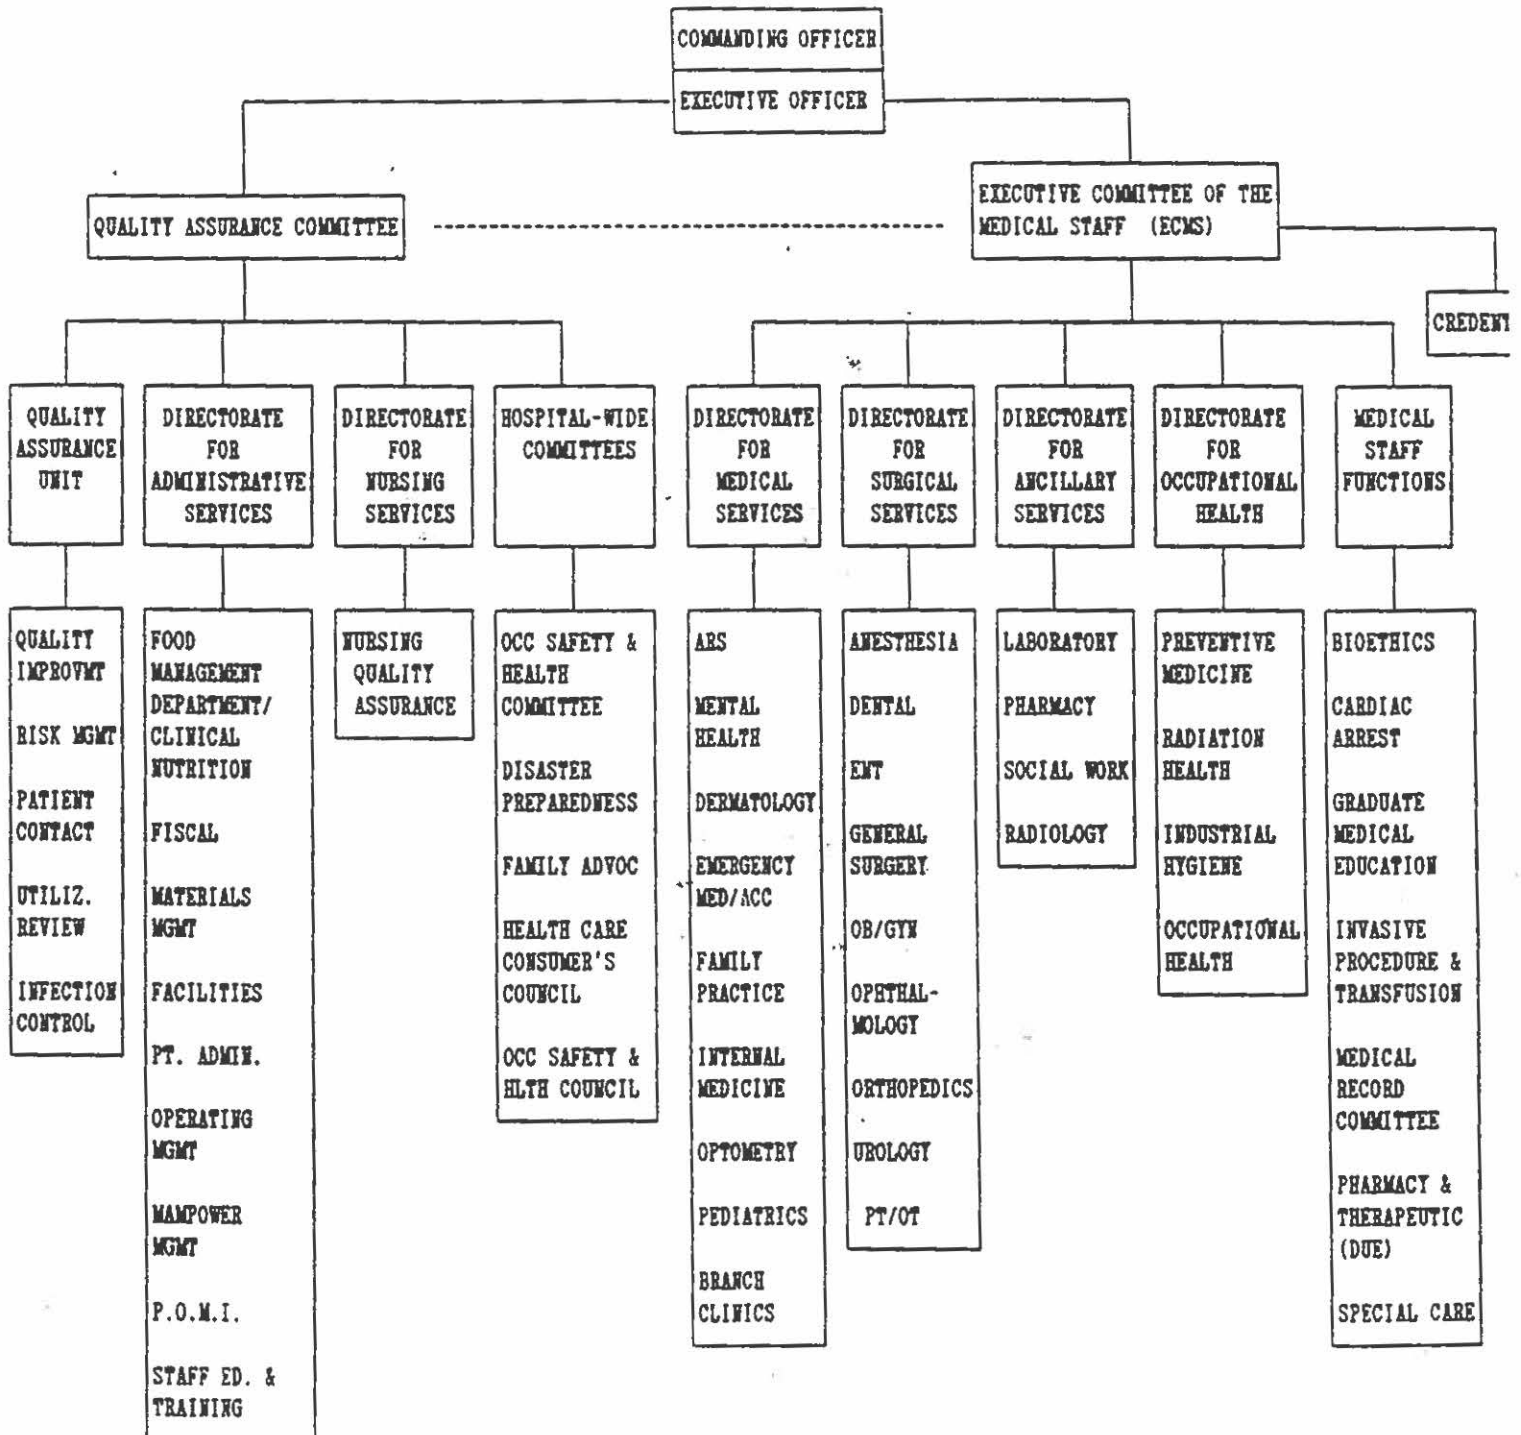 COMMANDING OFFICER
EXECUTIVE OFFICER
QUALITY ASSURANCE COMMITTEE
EXECUTIVE COMMITTEE OF THE
MEDICAL STAFF (ECMS)
CREDENT
QUALITY
ASSURANCE
UNIT
DIRECTORATE
FOR
ADMINISTRATIVE
SERVICES
DIRECTORATE
FOR
NURSING
SERVICES
HOSPITAL-WIDE
COMMITTEES
DIRECTORATE
FOR
MEDICAL
SERVICES
DIRECTORATE
FOR
SURGICAL
SERVICES
DIRECTORATE
FOR
ANCILLARY
SERVICES
DIRECTORATE
FOR
OCCUPATIONAL
HEALTH
MEDICAL
STAFF
FUNCTIONS
QUALITY
IMPROVMT
RISK MGMT
PATIENT
CONTACT
UTILIZ.
REVIEW
INFECTION
CONTROL
FOOD
MANAGEMENT
DEPARTMENT/
CLINICAL
NUTRITION
FISCAL
MATERIALS
MGMT
FACILITIES
PT. ADMIN.
OPERATING
MGMT
MAMPOWER
MGMT
P.O.M.I.
STAFF ED. &
TRAINING
NURSING
QUALITY
ASSURANCE
OCC SAFETY &
HEALTH
COMMITTEE
DISASTER
PREPAREDNESS
FAMILY ADVOC
HEALTH CARE
CONSUMER'S
COUNCIL
OCC SAFETY &
HLTH COUNCIL
ARS
MENTAL
HEALTH
DERMATOLOGY
EMERGENCY
MED/ACC
FAMILY
PRACTICE
INTERNAL
MEDICINE
OPTOMETRY
PEDIATRICS
BRANCH
CLINICS
ANESTHESIA
DENTAL
ENT
GENERAL
SURGERY
OB/GYN
OPHTHAL-
MOLOGY
ORTHOPEDICS
UROLOGY
PT/OT
LABORATORY
PHARMACY
SOCIAL WORK
RADIOLOGY
PREVENTIVE
MEDICINE
RADIATION
HEALTH
INDUSTRIAL
HYGIENE
OCCUPATIONAL
HEALTH
BIOETHICS
CARDIAC
ARREST
GRADUATE
MEDICAL
EDUCATION
INVASIVE
PROCEDURE &
TRANSFUSION
MEDICAL
RECORD
COMMITTEE
PHARMACY &
THERAPEUTIC
(DUE)
SPECIAL CARE